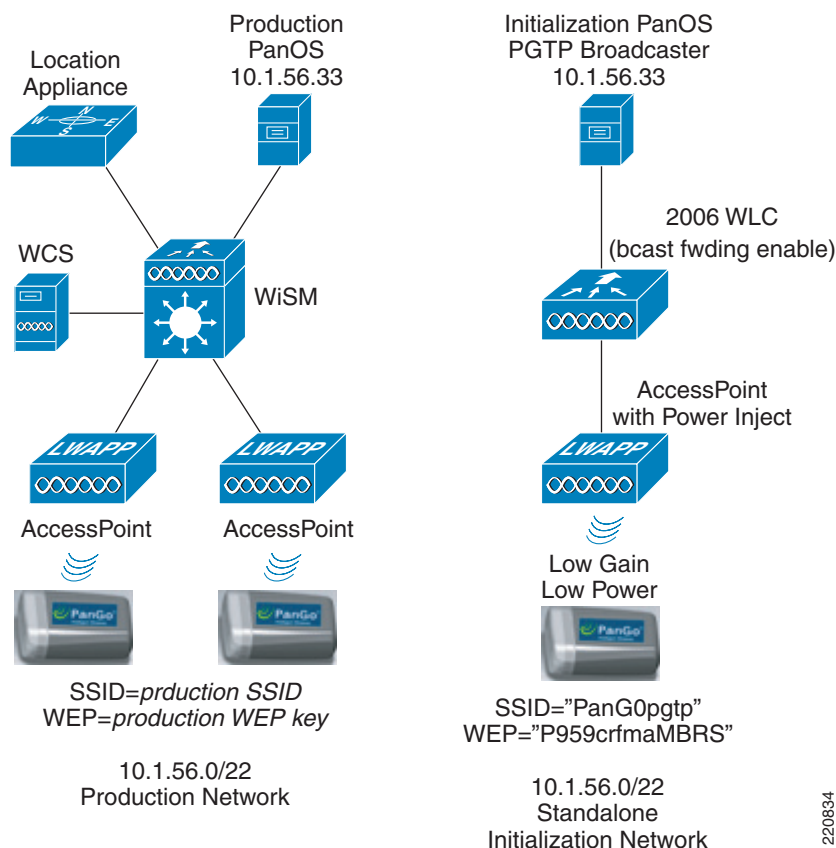 Production
PanOS
10.1.56.33
Location
Appliance
N
W
E
S
WCS
WiSM
LWAPP
LWAPP
AccessPoint
AccessPoint
PanGo
PanGo
SSID=prduction SSID
WEP=production WEP key
10.1.56.0/22
Production Network
Initialization PanOS
PGTP Broadcaster
10.1.56.33
2006 WLC
(bcast fwding enable)
AccessPoint
with Power Inject
LWAPP
Low Gain
Low Power
PanGo
SSID="PanG0pgtp"
WEP="P959crfmaMBRS"
10.1.56.0/22
Standalone
Initialization Network
220834